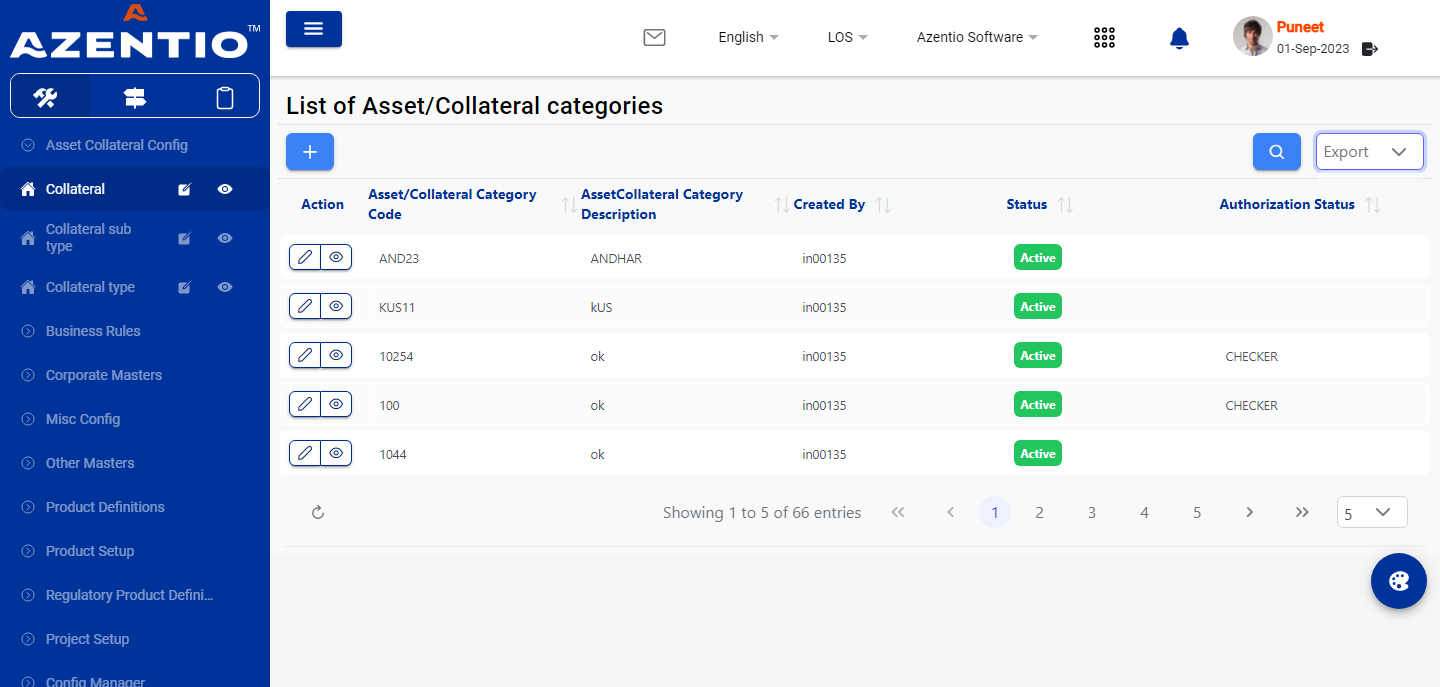 AZENTIO™
Asset Collateral Config
Collateral
Collateral sub
type
Collateral type
Business Rules
Corporate Masters
Misc Config
Other Masters
Product Definitions
Product Setup
Regulatory Product Defini...
Project Setup
Config Manager
English
LOS
Azentio Software
Puneet
01-Sep-2023
List of Asset/Collateral categories
Export
Action
Asset/Collateral Category
Code
AssetCollateral Category
Description
Created By
Status
Authorization Status
AND23 ANDHAR in00135 Active
KUS11 kUS in00135 Active
10254 ok in00135 Active CHECKER
100 ok in00135 Active CHECKER
1044 ok in00135 Active
Showing 1 to 5 of 66 entries 1 2 3 4 5 5